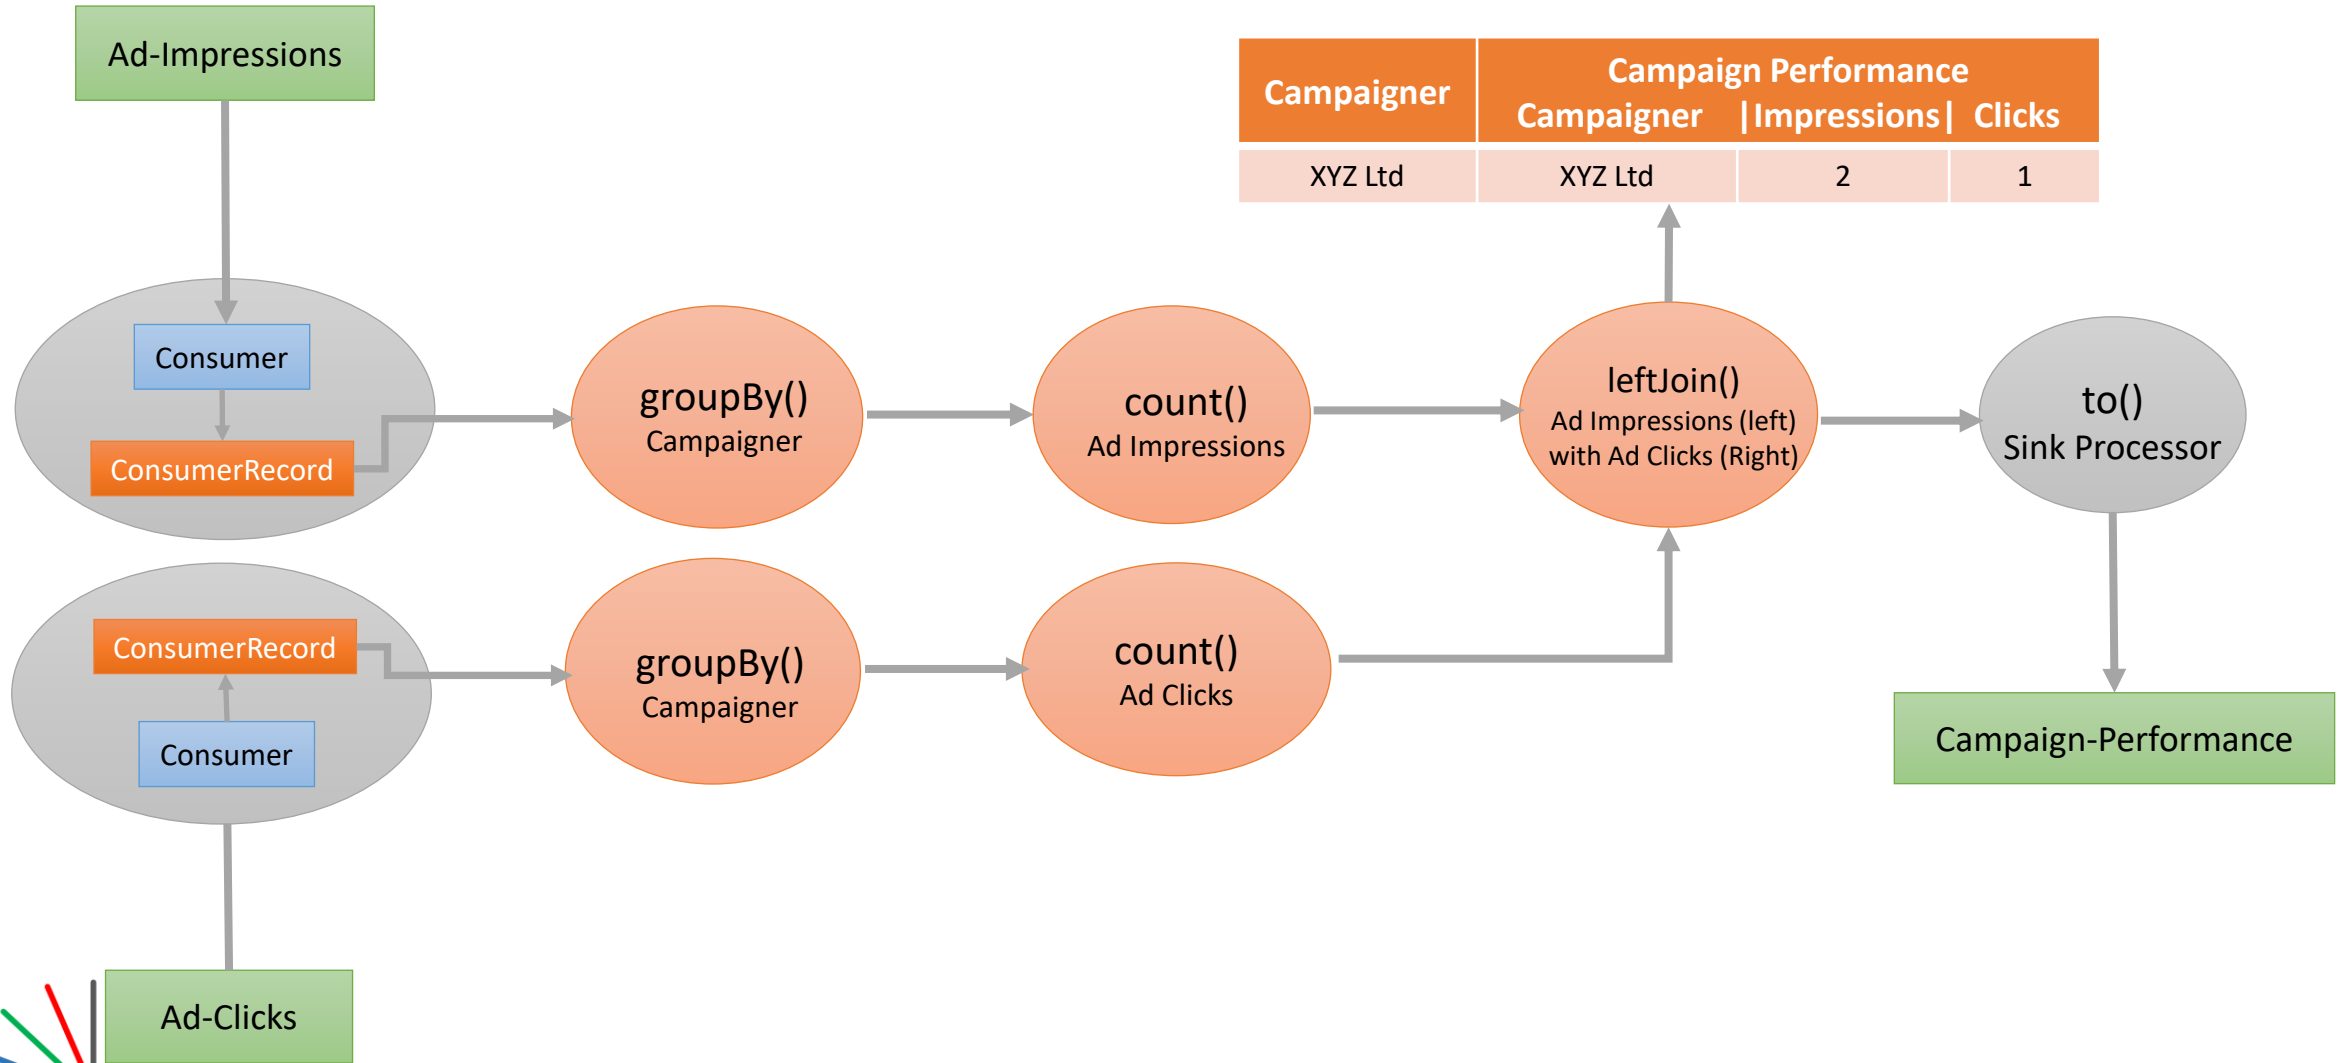 Ad-Impressions
Campaigner
Campaign Performance
Campaigner |Impressions| Clicks
XYZ Ltd XYZ Ltd 2 1
Consumer
ConsumerRecord
groupBy()
Campaigner
count()
Ad Impressions
leftJoin()
Ad Impressions (left)
with Ad Clicks (Right)
to()
Sink Processor
ConsumerRecord
Consumer
groupBy()
Campaigner
count()
Ad Clicks
Campaign-Performance
Ad-Clicks